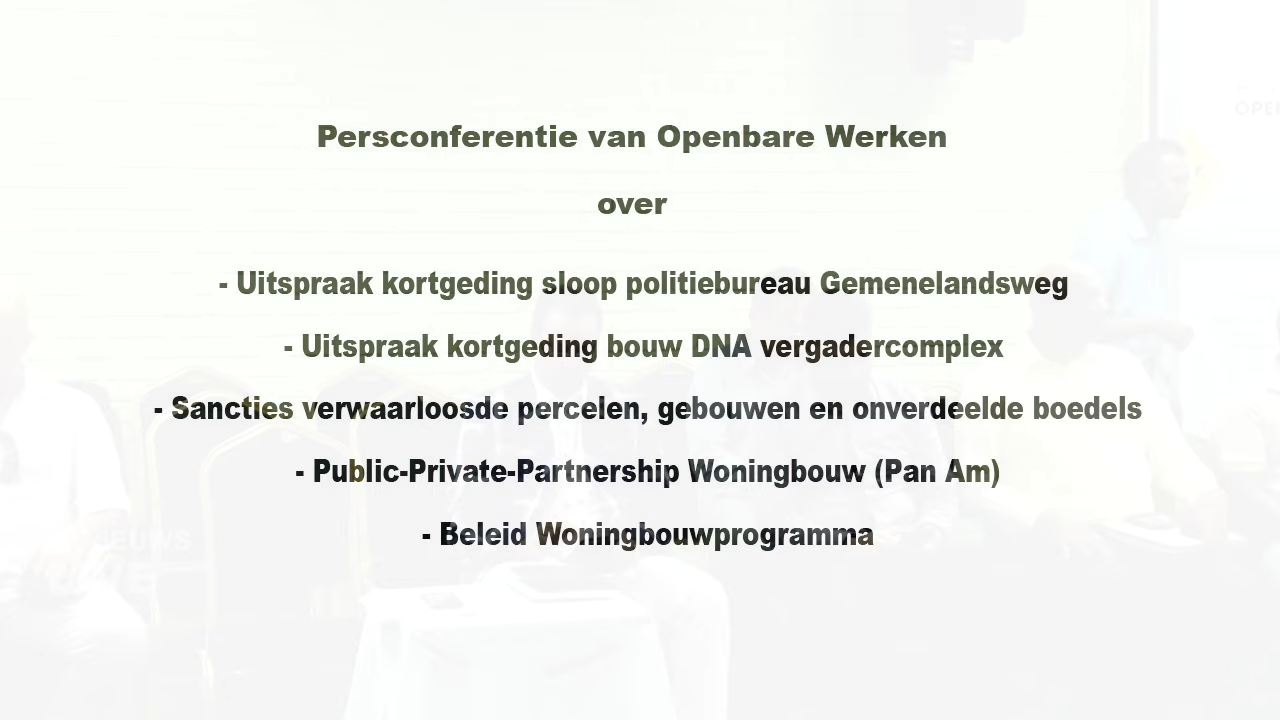 Persconferentie van Openbare Werken
over
- Uitspraak kortgeding sloop politiebureau Gemenelandsweg
- Uitspraak kortgeding bouw DNA vergadercomplex
- Sancties verwaarloosde percelen, gebouwen en onverdeelde boedels
- Public-Private-Partnership Woningbouw (Pan Am)
- Beleid Woningbouwprogramma